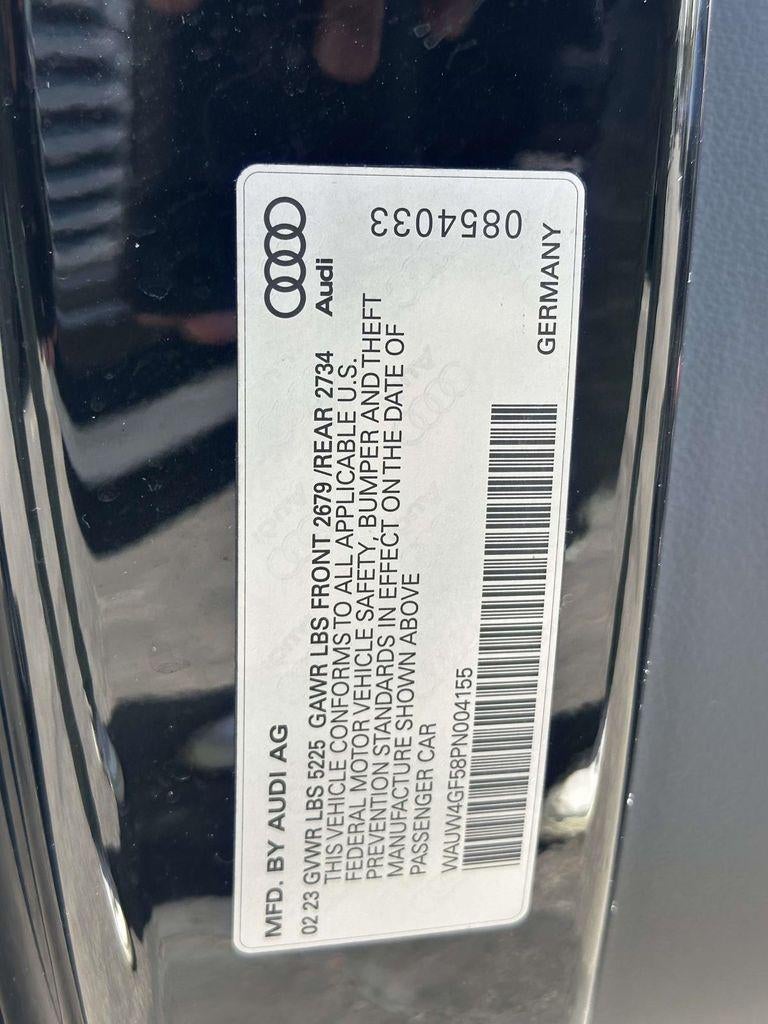 MFD. BY AUDI AG
Audi
02 23 GVWR LBS 5225 GAWR LBS FRONT 2679 /REAR 2734
THIS VEHICLE CONFORMS TO ALL APPLICABLE U.S.
FEDERAL MOTOR VEHICLE SAFETY, BUMPER AND THEFT
PREVENTION STANDARDS IN EFFECT ON THE DATE OF
MANUFACTURE SHOWN ABOVE
PASSENGER CAR
WAUW4GF58PN004155
GERMANY
0854033